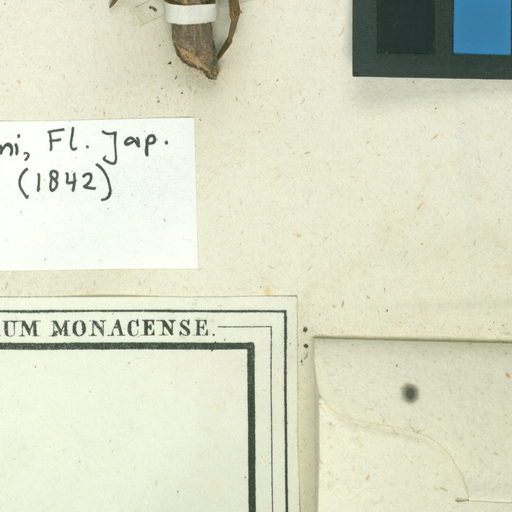 ni, Fl. Jap.
(1842)
UM MONACENSE.